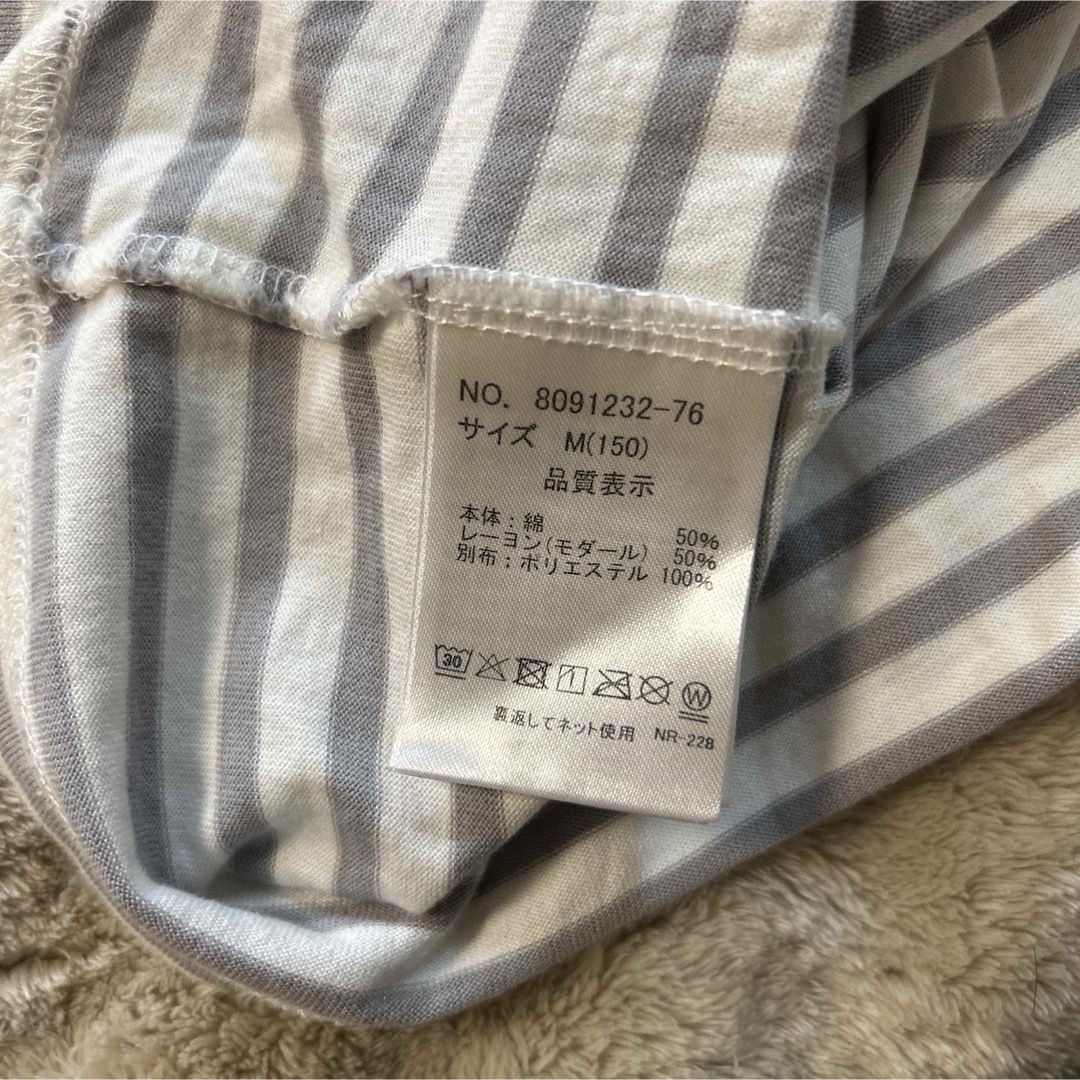 NO. 8091232-76
サイズ M(150)
品質表示
本体：綿 50%
レーヨン(モダール) 50%
別布：ポリエステル 100%
30
W
裏返してネット使用 NR-228